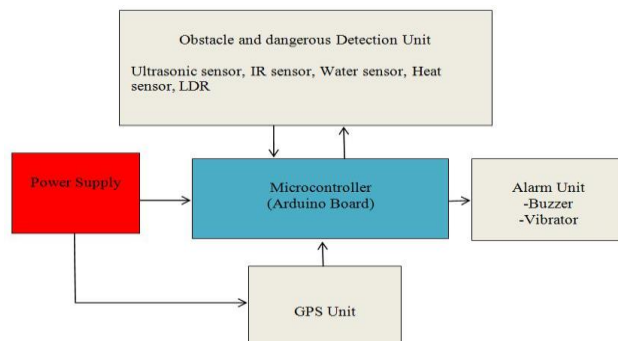 Obstacle and dangerous Detection Unit
Ultrasonic sensor, IR sensor, Water sensor, Heat
sensor, LDR
Power Supply
Microcontroller
(Arduino Board)
Alarm Unit
-Buzzer
-Vibrator
GPS Unit